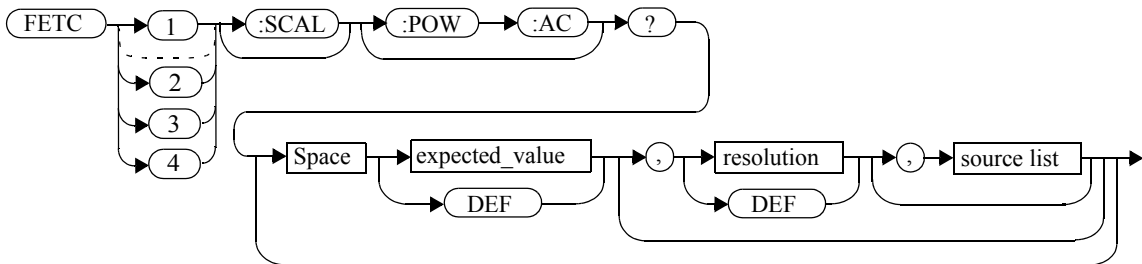 FETC 1 :SCAL :POW :AC ?
2
3
4
Space expected_value , resolution , source list
DEF DEF